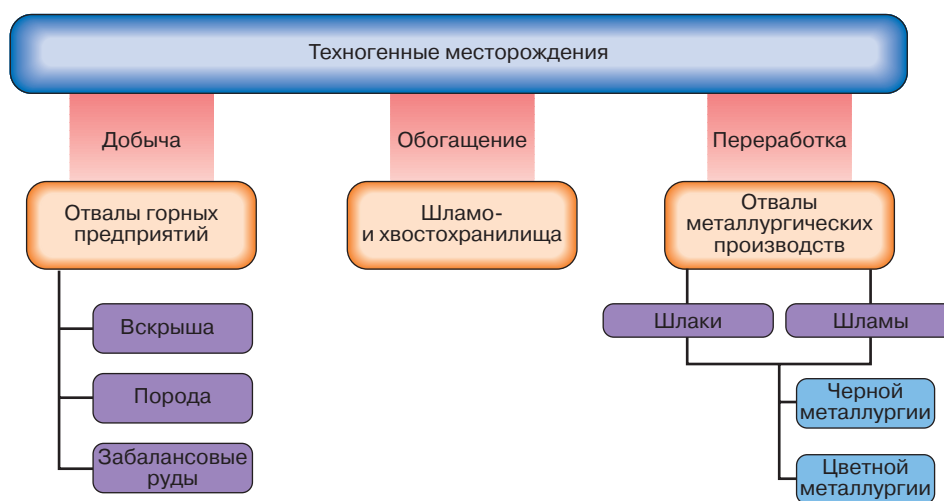 Техногенные месторождения
Добыча
Обогащение
Переработка
Отвалы горных
предприятий
Шламо-
и хвостохранилища
Отвалы
металлургических
производств
Вскрыша
Порода
Забалансовые
руды
Шлаки
Шламы
Черной
металлургии
Цветной
металлургии